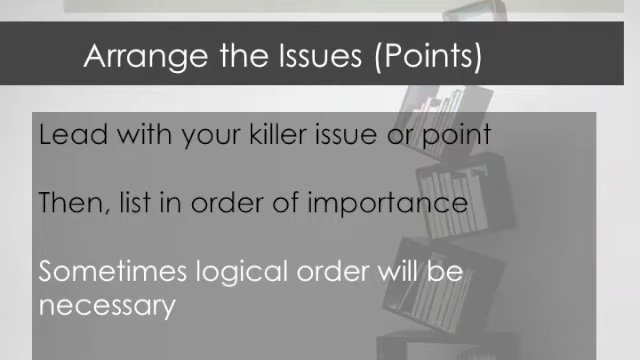 Arrange the Issues (Points)
Lead with your killer issue or point
Then, list in order of importance
Sometimes logical order will be
necessary